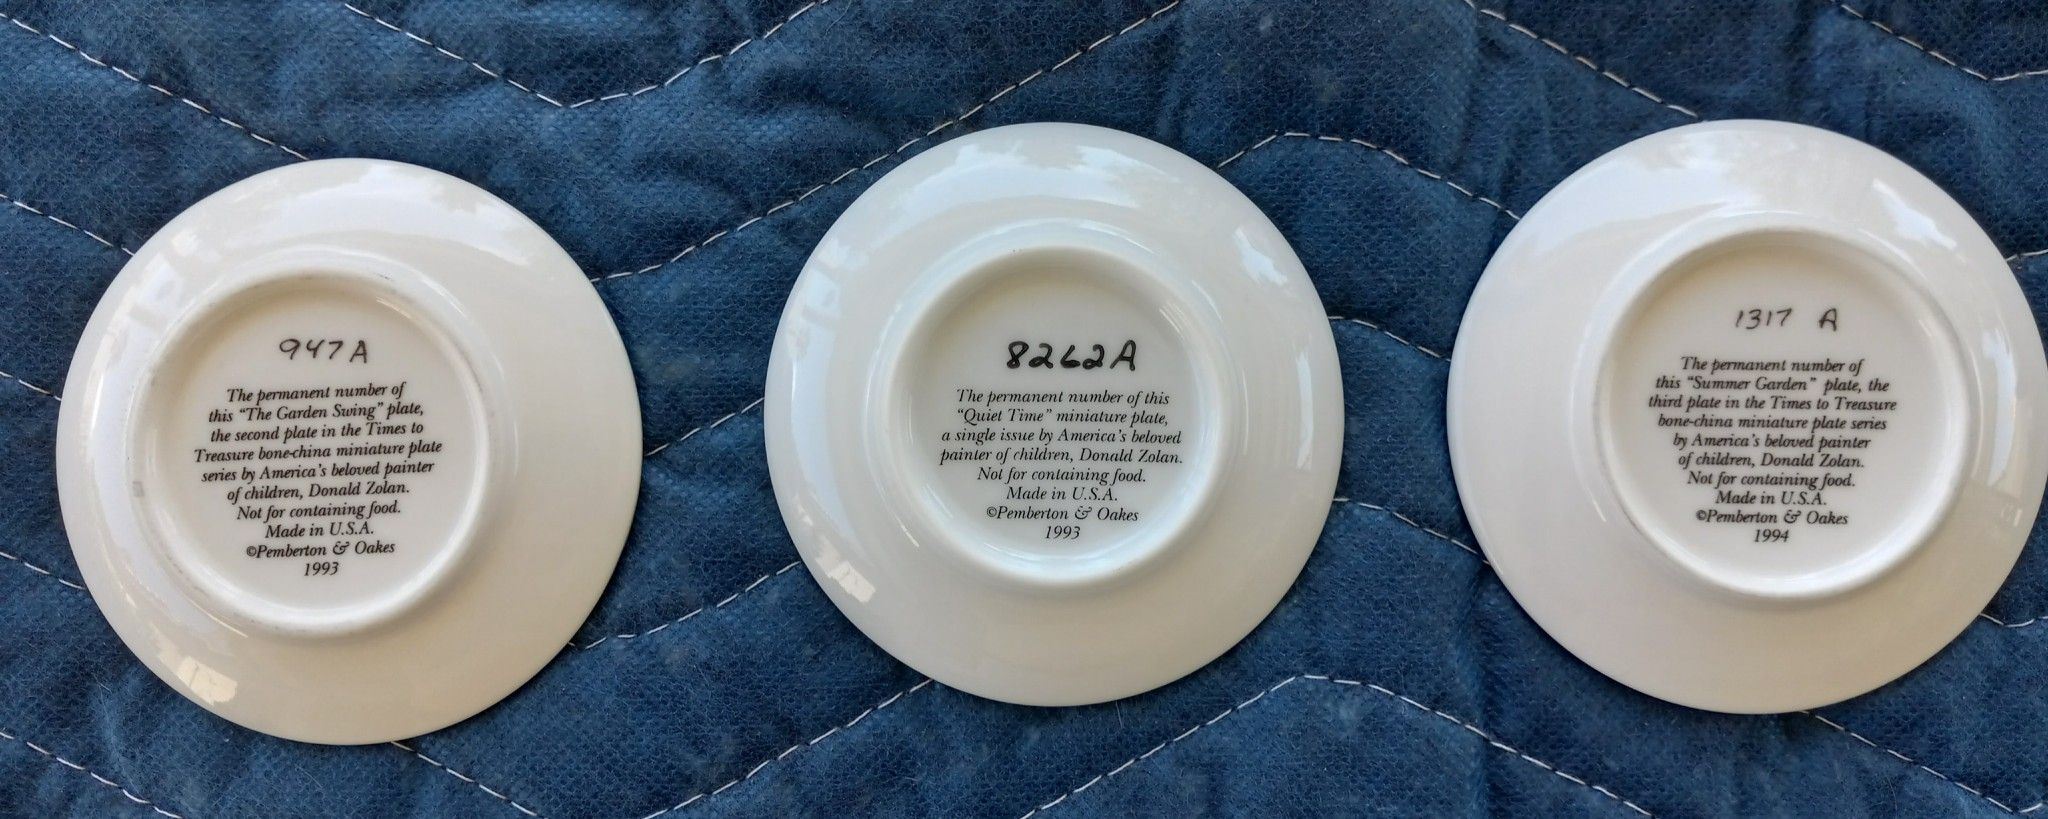 947A
The permanent number of
this “The Garden Swing” plate,
the second plate in the Times to
Treasure bone-china miniature plate
series by America's beloved painter
of children, Donald Zolan.
Not for containing food.
Made in U.S.A.
©Pemberton & Oakes
1993
8262A
The permanent number of this
“Quiet Time” miniature plate,
a single issue by America's beloved
painter of children, Donald Zolan.
Not for containing food.
Made in U.S.A.
©Pemberton & Oakes
1993
1317 A
The permanent number of
this “Summer Garden” plate, the
third plate in the Times to Treasure
bone-china miniature plate series
by America's beloved painter
of children, Donald Zolan.
Not for containing food.
Made in U.S.A.
©Pemberton & Oakes
1994